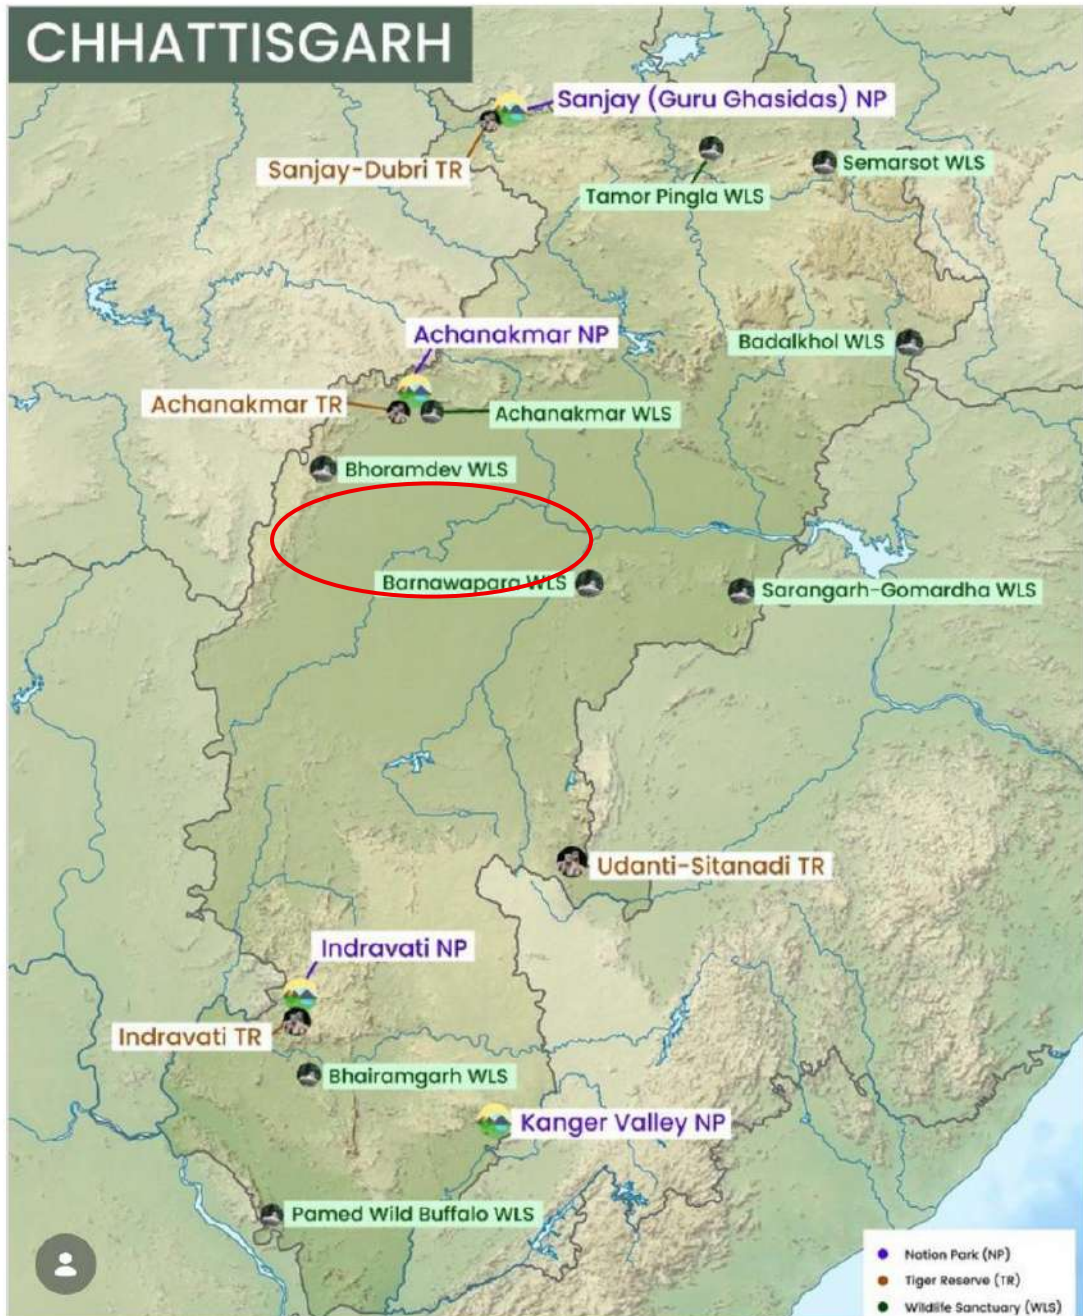 CHHATTISGARH
Sanjay (Guru Ghasidas) NP
Sanjay-Dubri TR
Tamor Pingla WLS
Semarsot WLS
Achanakmar NP
Badalkhol WLS
Achanakmar TR
Achanakmar WLS
Bhoramdev WLS
Barnawapara WLS
Sarangarh-Gomardha WLS
Udanti-Sitanadi TR
Indravati NP
Indravati TR
Bhairamgarh WLS
Kanger Valley NP
Pamed Wild Buffalo WLS
Nation Park (NP)
Tiger Reserve (TR)
Wildlife Sanctuary (WLS)